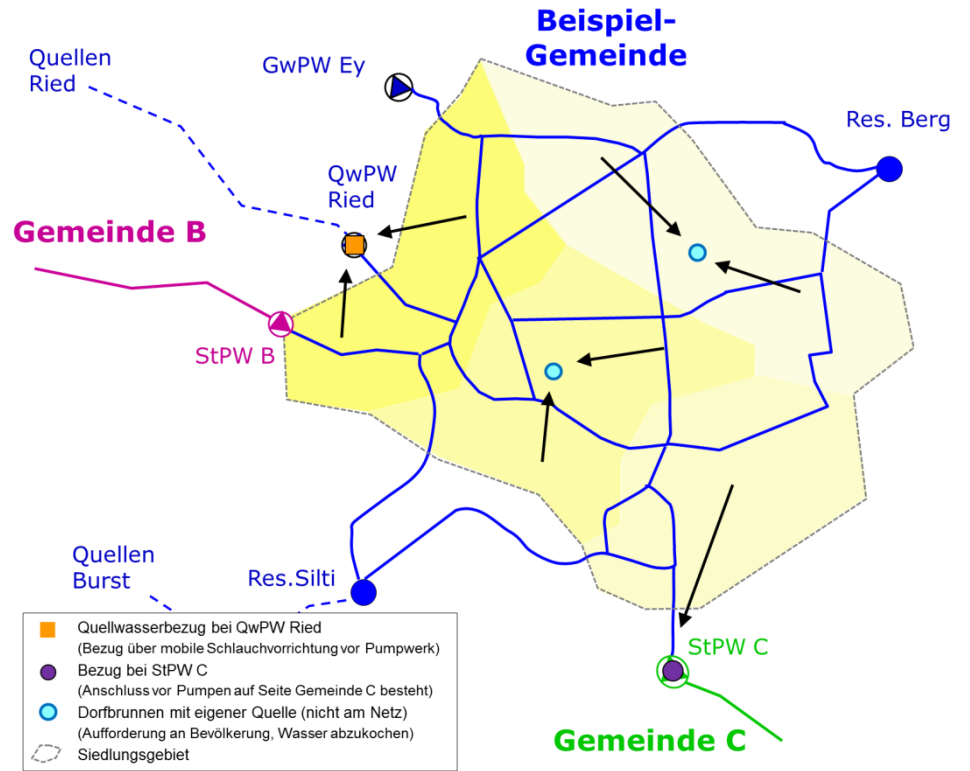 Beispiel-
Gemeinde
Quellen
Ried
GwPW Ey
Res. Berg
QwPW
Ried
Gemeinde B
StPW B
Quellen
Burst
Res.Silti
StPW C
Gemeinde C
Quellwasserbezug bei QwPW Ried
(Bezug über mobile Schlauchvorrichtung vor Pumpwerk)
Bezug bei StPW C
(Anschluss vor Pumpen auf Seite Gemeinde C besteht)
Dorfbrunnen mit eigener Quelle (nicht am Netz)
(Aufforderung an Bevölkerung, Wasser abzukochen)
Siedlungsgebiet